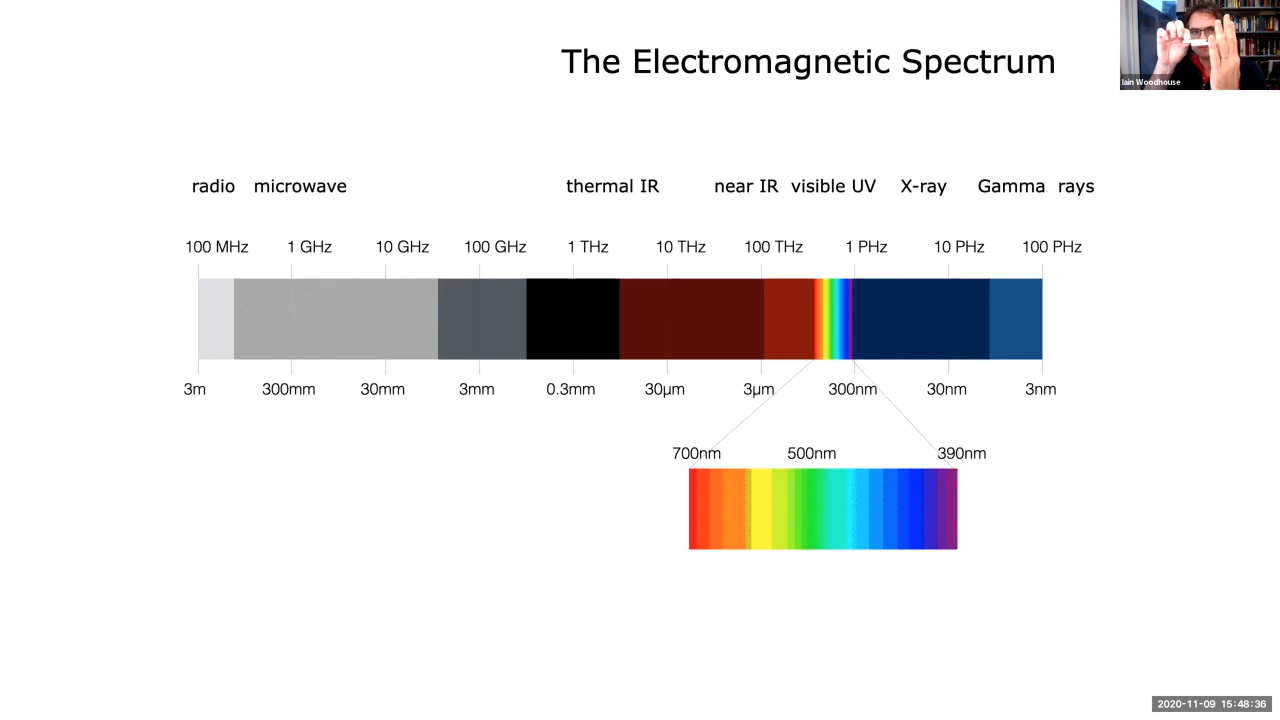 The Electromagnetic Spectrum
Iain Woodhouse
radio microwave thermal IR near IR visible UV X-ray Gamma rays
100 MHz 1 GHz 10 GHz 100 GHz 1 THz 10 THz 100 THz 1 PHz 10 PHz 100 PHz
3m 300mm 30mm 3mm 0.3mm 30µm 3µm 300nm 30nm 3nm
700nm 500nm 390nm
2020-11-09 15:48:36